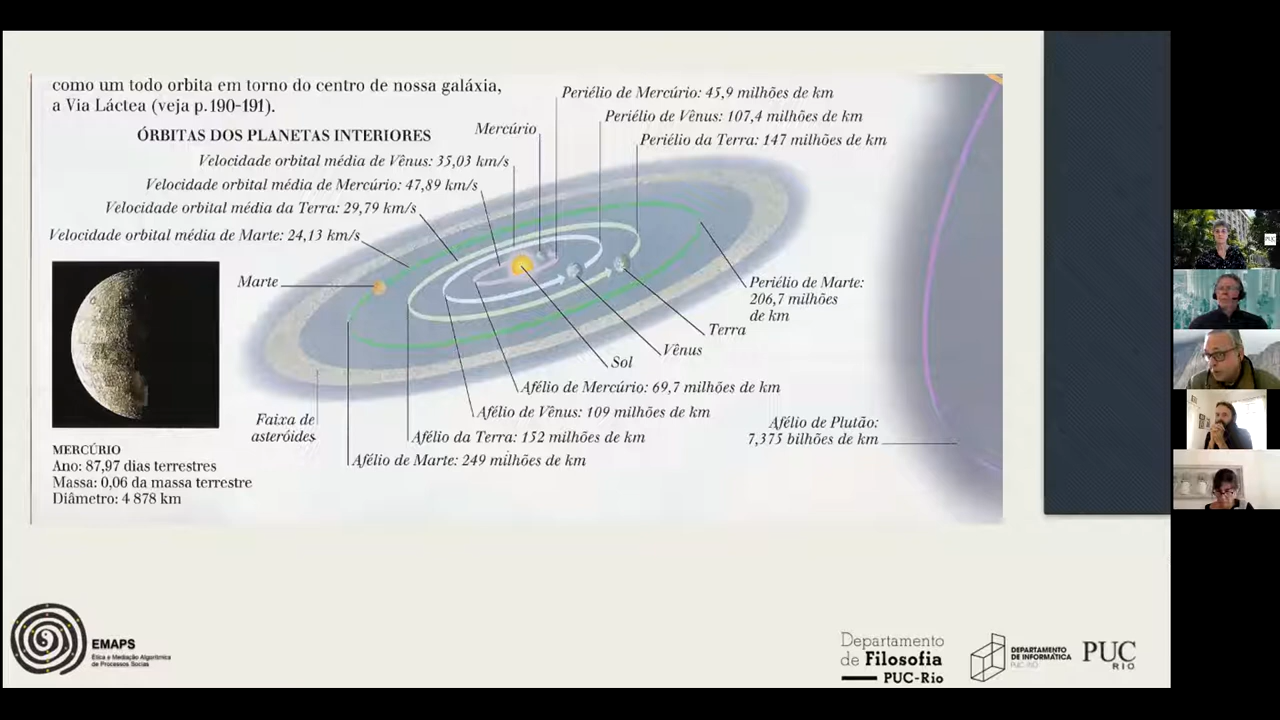 como um todo orbita em torno do centro de nossa galáxia,
a Via Láctea (veja p.190-191).
ÓRBITAS DOS PLANETAS INTERIORES
Mercúrio
Periélio de Mercúrio: 45,9 milhões de km
Periélio de Vênus: 107,4 milhões de km
Periélio da Terra: 147 milhões de km
Velocidade orbital média de Vênus: 35,03 km/s
Velocidade orbital média de Mercúrio: 47,89 km/s
Velocidade orbital média da Terra: 29,79 km/s
Velocidade orbital média de Marte: 24,13 km/s
Marte
Periélio de Marte:
206,7 milhões
de km
Terra
Vênus
Sol
Afélio de Mercúrio: 69,7 milhões de km
Afélio de Vênus: 109 milhões de km
Afélio da Terra: 152 milhões de km
Afélio de Marte: 249 milhões de km
Faixa de
asteróides
Afélio de Plutão:
7,375 bilhões de km
MERCÚRIO
Ano: 87,97 dias terrestres
Massa: 0,06 da massa terrestre
Diâmetro: 4 878 km
EMAPS
Ética e Mediação Algorítmica
de Processos Sociais
Departamento
de Filosofia
PUC-Rio
DEPARTAMENTO
DE INFORMÁTICA
PUC-RIO
PUC
RIO
PUC